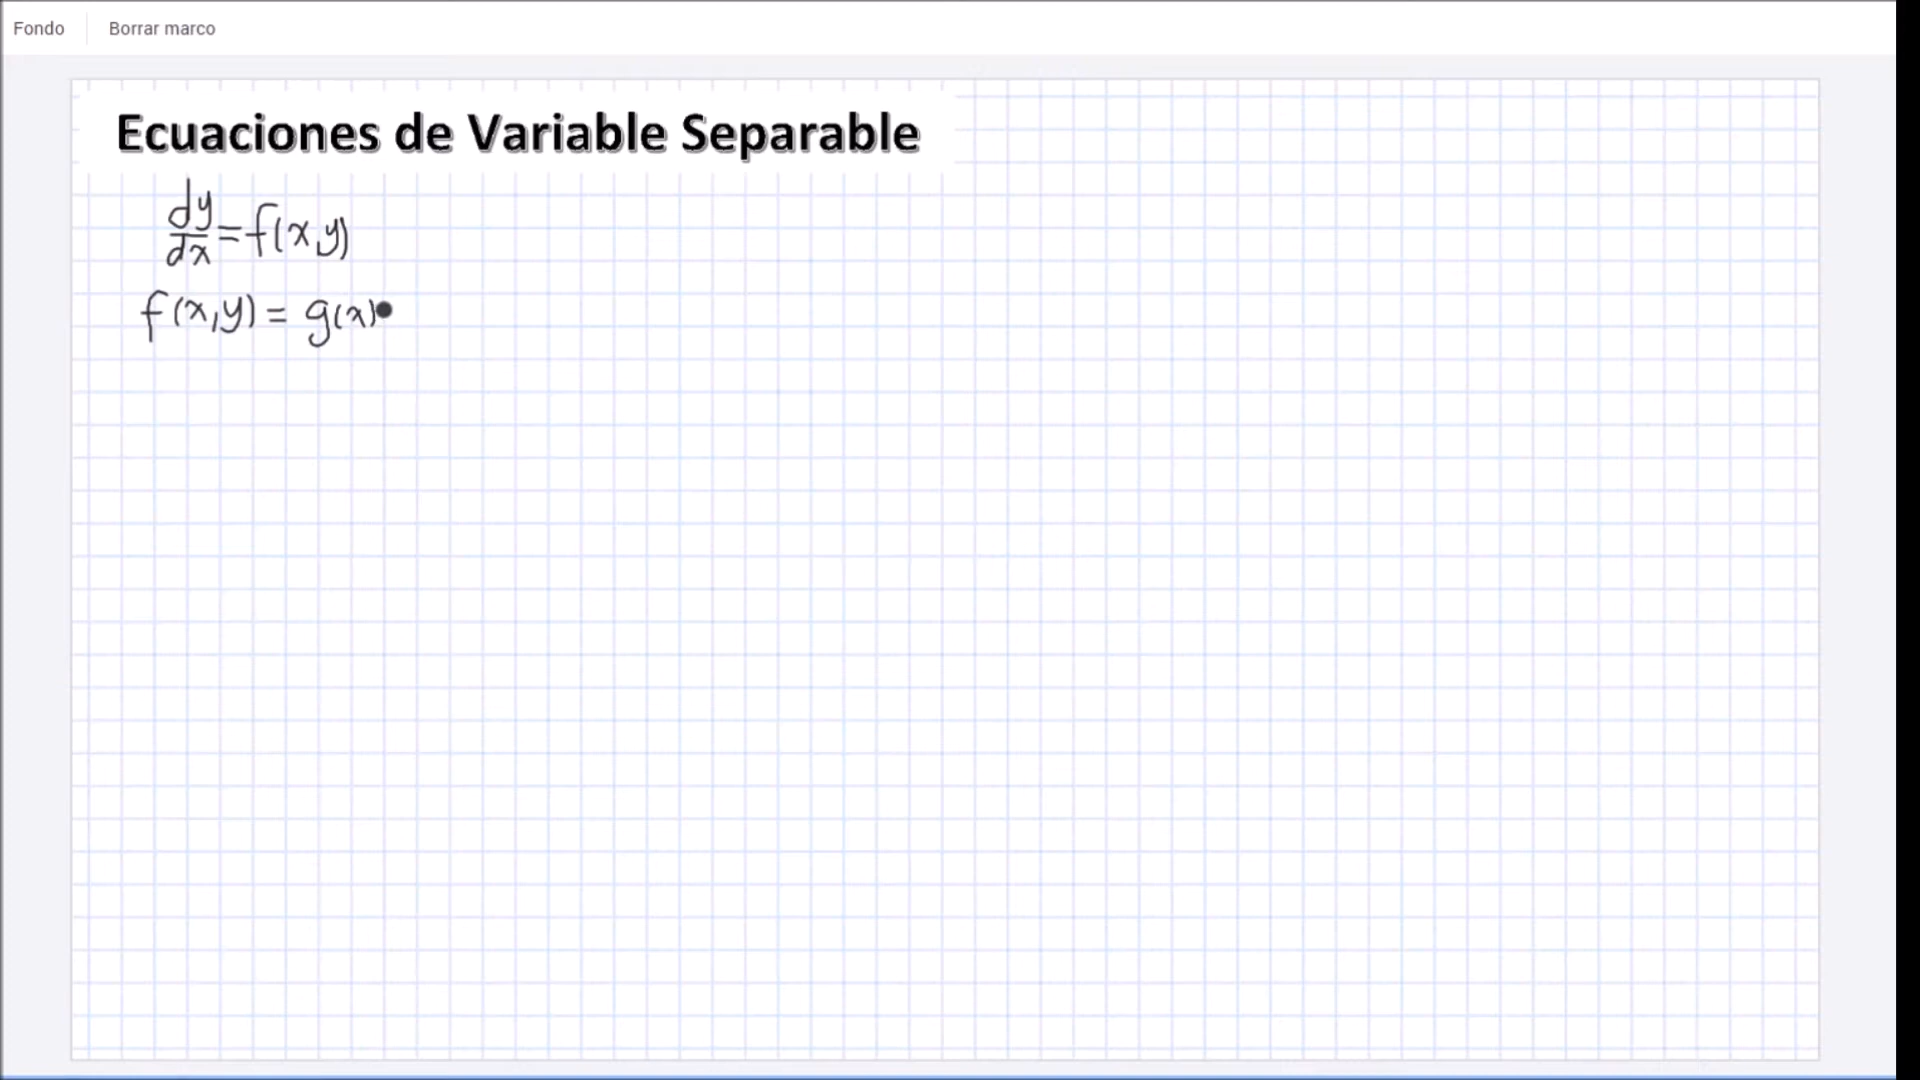 Fondo Borrar marco
Ecuaciones de Variable Separable
dy/dx = f(x,y)
f(x,y) = g(x)